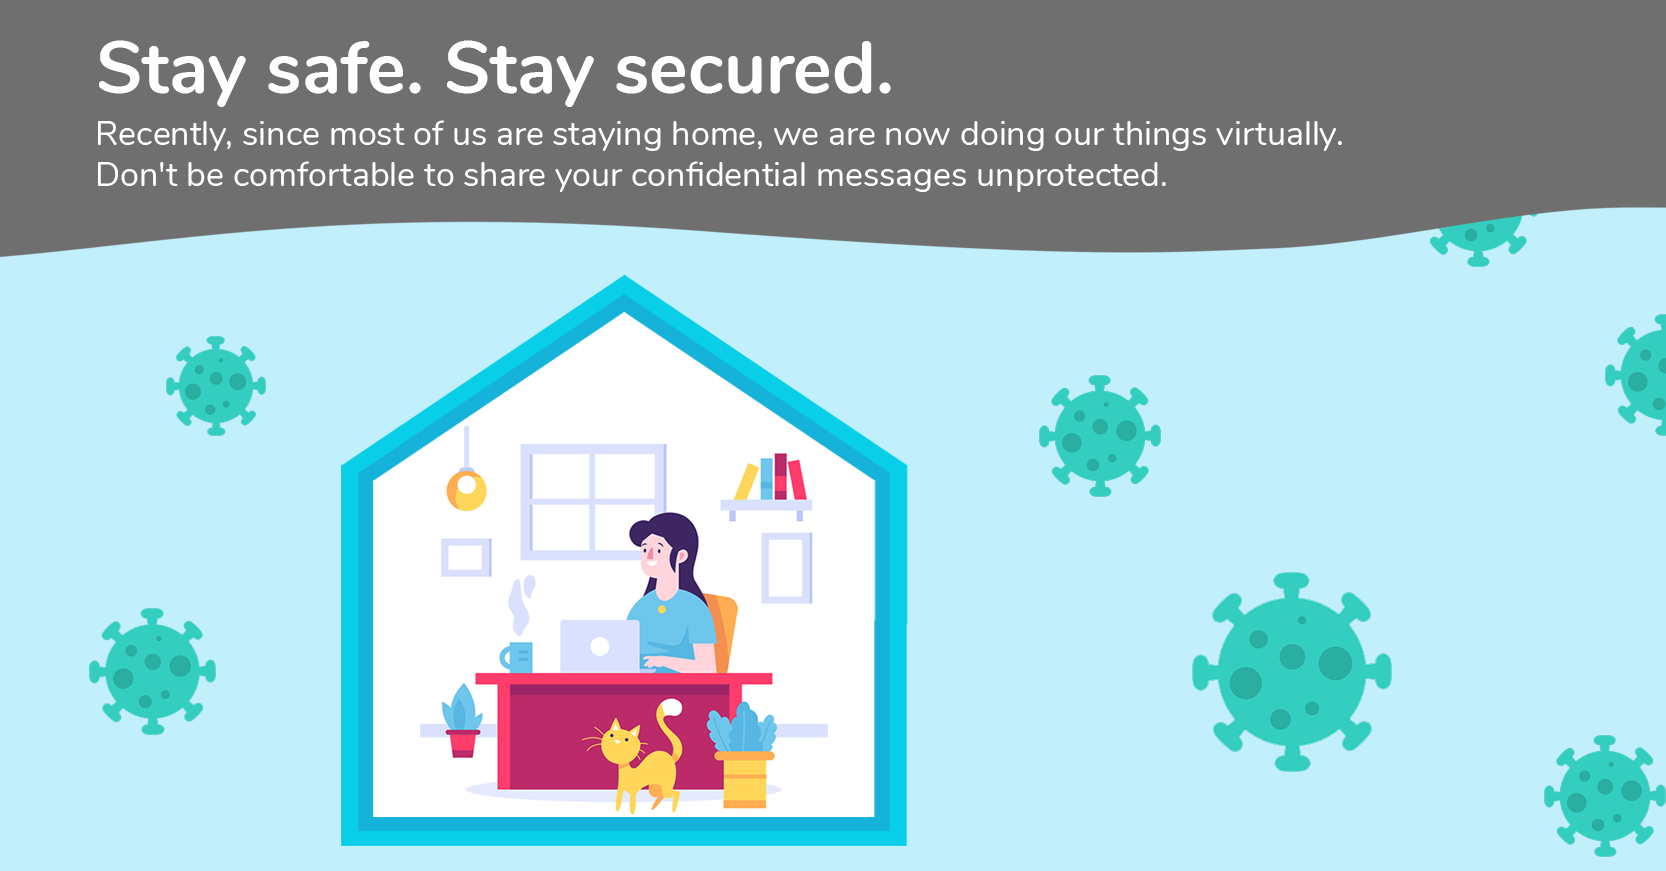 Stay safe. Stay secured.
Recently, since most of us are staying home, we are now doing our things virtually.
Don't be comfortable to share your confidential messages unprotected.